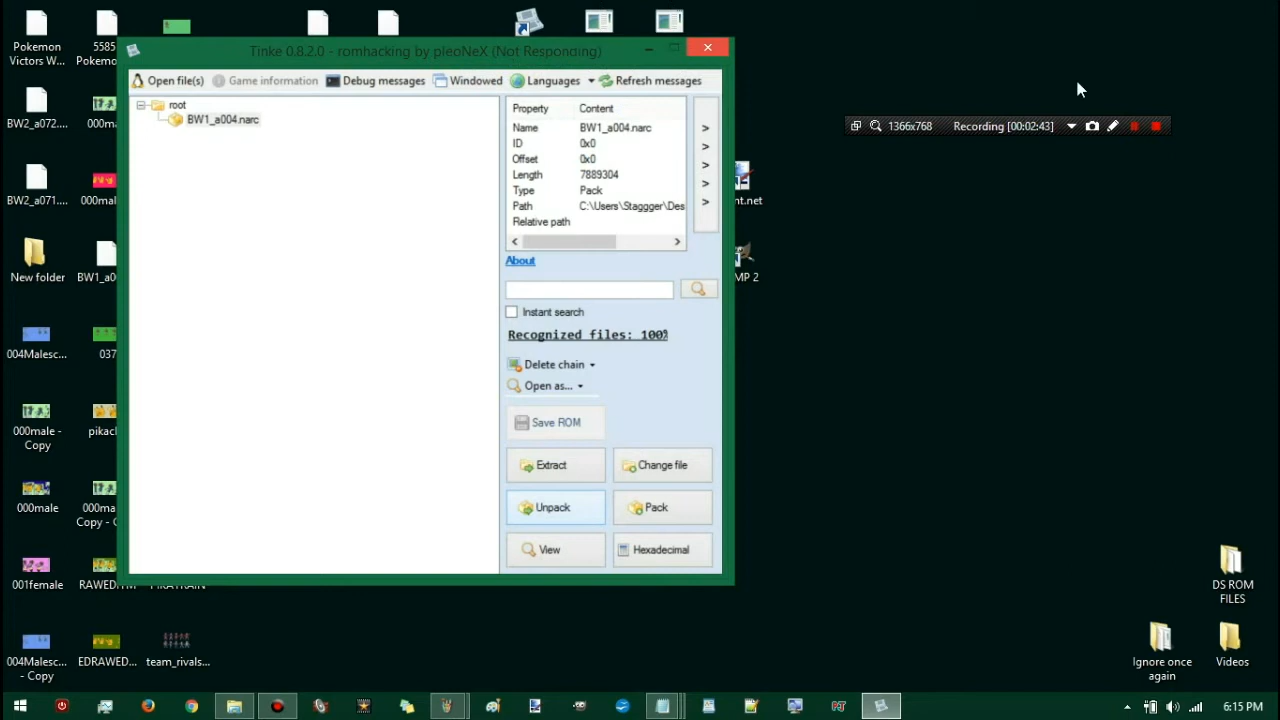 Pokemon
Victors W...
5585
Pokemo
BW2_a072....
000m
BW2_a071....
000mal
New folder
BW1_a0
004Malesc...
037
000male -
Copy
pikacl
000male
000ma
Copy - C
001female
RAWEDITM
PIKATRAIN
004Malesc...
- Copy
EDRAWED...
team_rivals...
Tinke 0.8.2.0 - romhacking by pleoNeX (Not Responding)
Open file(s)
Game information
Debug messages
Windowed
Languages
Refresh messages
root
BW1_a004.narc
Property Content
Name BW1_a004.narc
ID 0x0
Offset 0x0
Length 7889304
Type Pack
Path C:\Users\Staggger\Des
Relative path
>
>
>
>
>
About
Instant search
Recognized files: 100%
Delete chain
Open as...
Save ROM
Extract
Change file
Unpack
Pack
View
Hexadecimal
nt.net
MP 2
1366x768
Recording [00:02:43]
DS ROM
FILES
Ignore once
again
Videos
6:15 PM